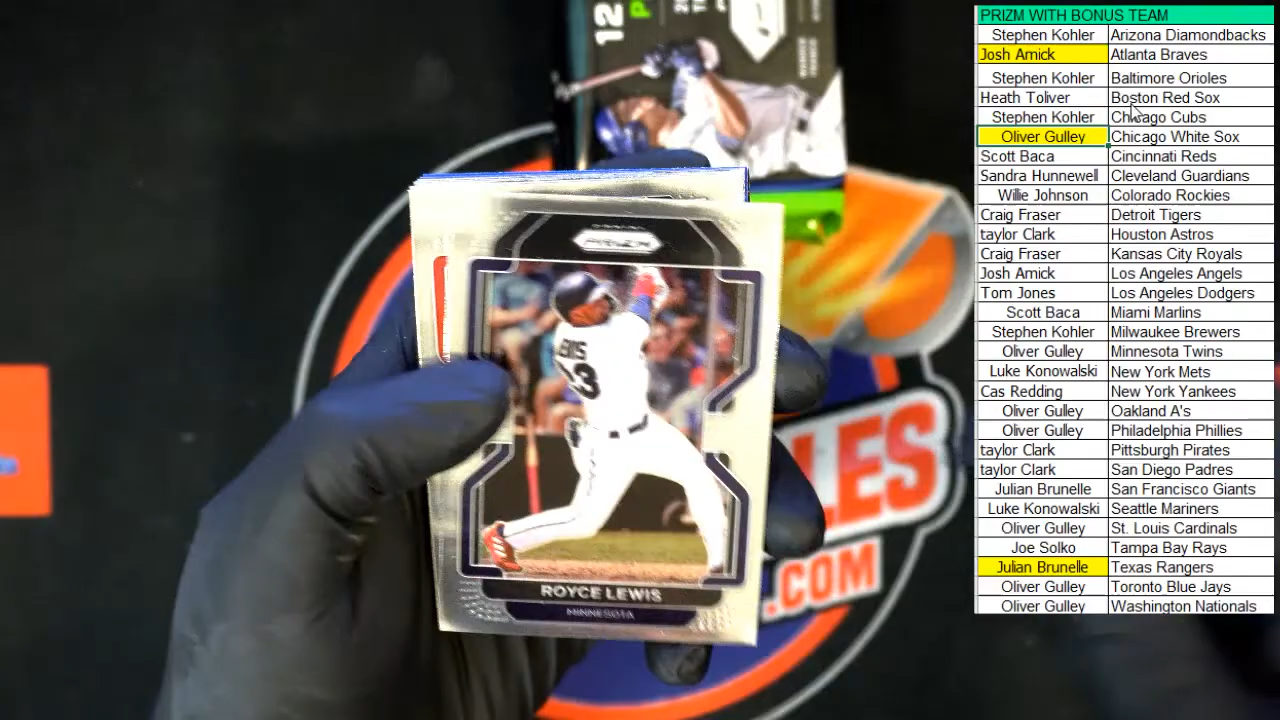 12
PRIZM
EWIS
23
ROYCE LEWIS
MINNESOTA
LES
.COM
PRIZM WITH BONUS TEAM
Stephen Kohler Arizona Diamondbacks
Josh Amick Atlanta Braves
Stephen Kohler Baltimore Orioles
Heath Toliver Boston Red Sox
Stephen Kohler Chicago Cubs
Oliver Gulley Chicago White Sox
Scott Baca Cincinnati Reds
Sandra Hunnewell Cleveland Guardians
Willie Johnson Colorado Rockies
Craig Fraser Detroit Tigers
taylor Clark Houston Astros
Craig Fraser Kansas City Royals
Josh Amick Los Angeles Angels
Tom Jones Los Angeles Dodgers
Scott Baca Miami Marlins
Stephen Kohler Milwaukee Brewers
Oliver Gulley Minnesota Twins
Luke Konowalski New York Mets
Cas Redding New York Yankees
Oliver Gulley Oakland A's
Oliver Gulley Philadelphia Phillies
taylor Clark Pittsburgh Pirates
taylor Clark San Diego Padres
Julian Brunelle San Francisco Giants
Luke Konowalski Seattle Mariners
Oliver Gulley St. Louis Cardinals
Joe Solko Tampa Bay Rays
Julian Brunelle Texas Rangers
Oliver Gulley Toronto Blue Jays
Oliver Gulley Washington Nationals